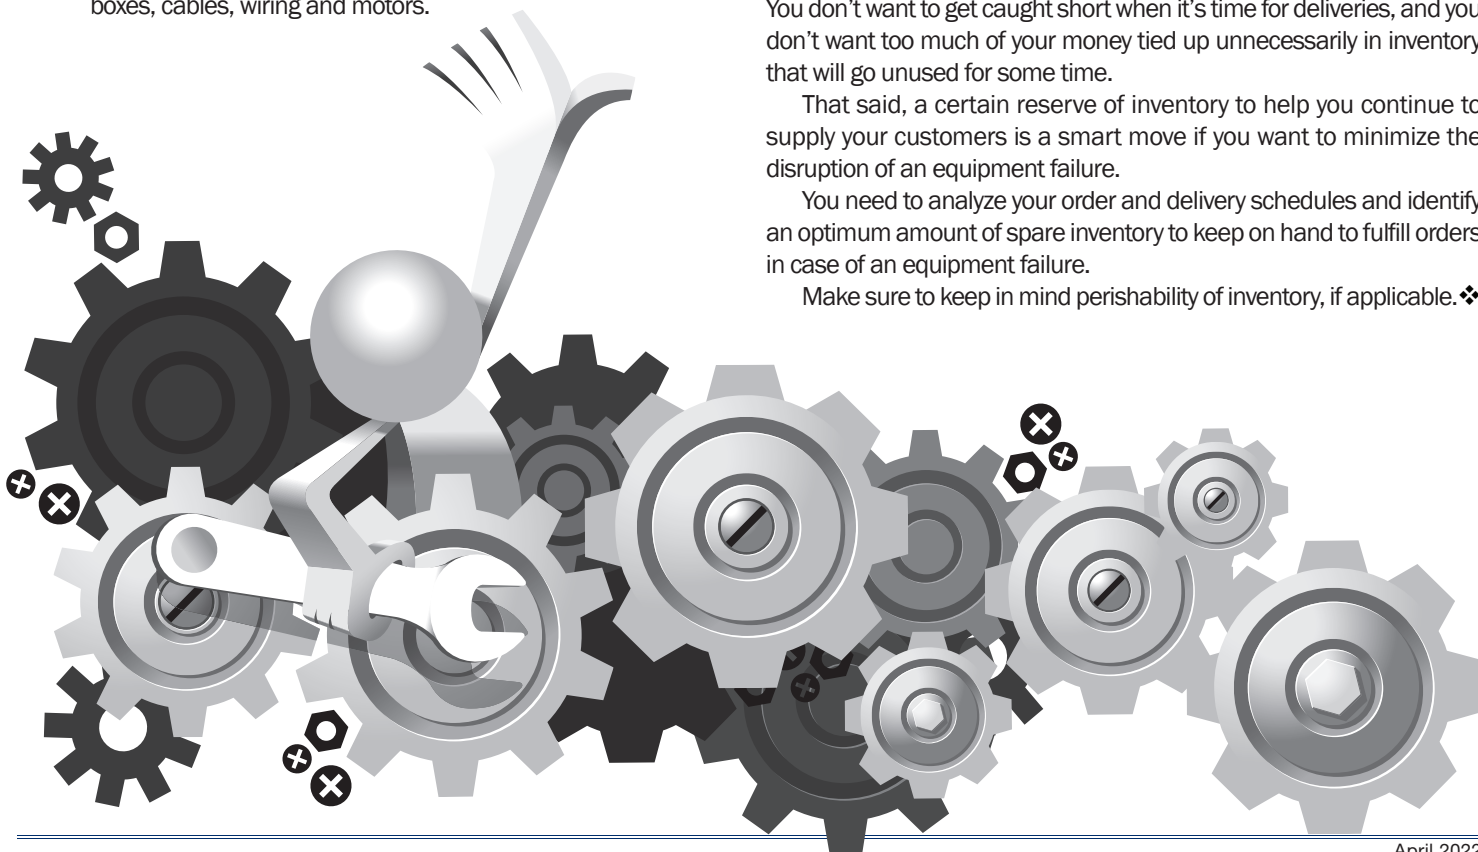 boxes, cables, wiring and motors.
You don’t want to get caught short when it’s time for deliveries, and you
don’t want too much of your money tied up unnecessarily in inventory
that will go unused for some time.
That said, a certain reserve of inventory to help you continue to
supply your customers is a smart move if you want to minimize the
disruption of an equipment failure.
You need to analyze your order and delivery schedules and identify
an optimum amount of spare inventory to keep on hand to fulfill orders
in case of an equipment failure.
Make sure to keep in mind perishability of inventory, if applicable.❖
April 2022